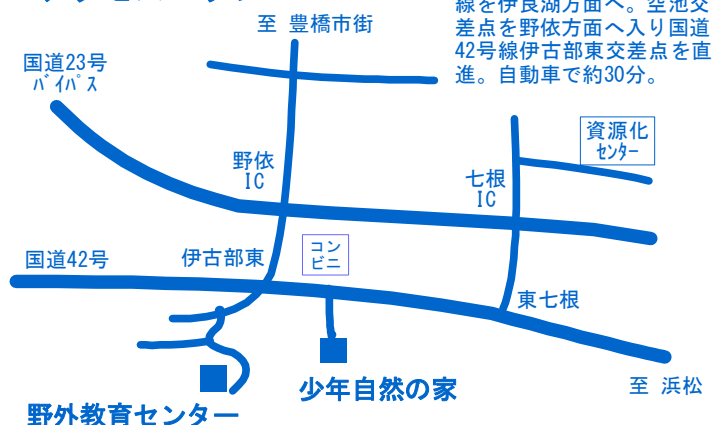 線を伊良湖方面へ。空池交
差点を野依方面へ入り国道
42号線伊古部東交差点を直
進。自動車で約30分。
至 豊橋市街
国道23号
バイパス
資源化
センター
野依
IC
七根
IC
国道42号
伊古部東
コン
ビニ
東七根
少年自然の家
至 浜松
野外教育センター